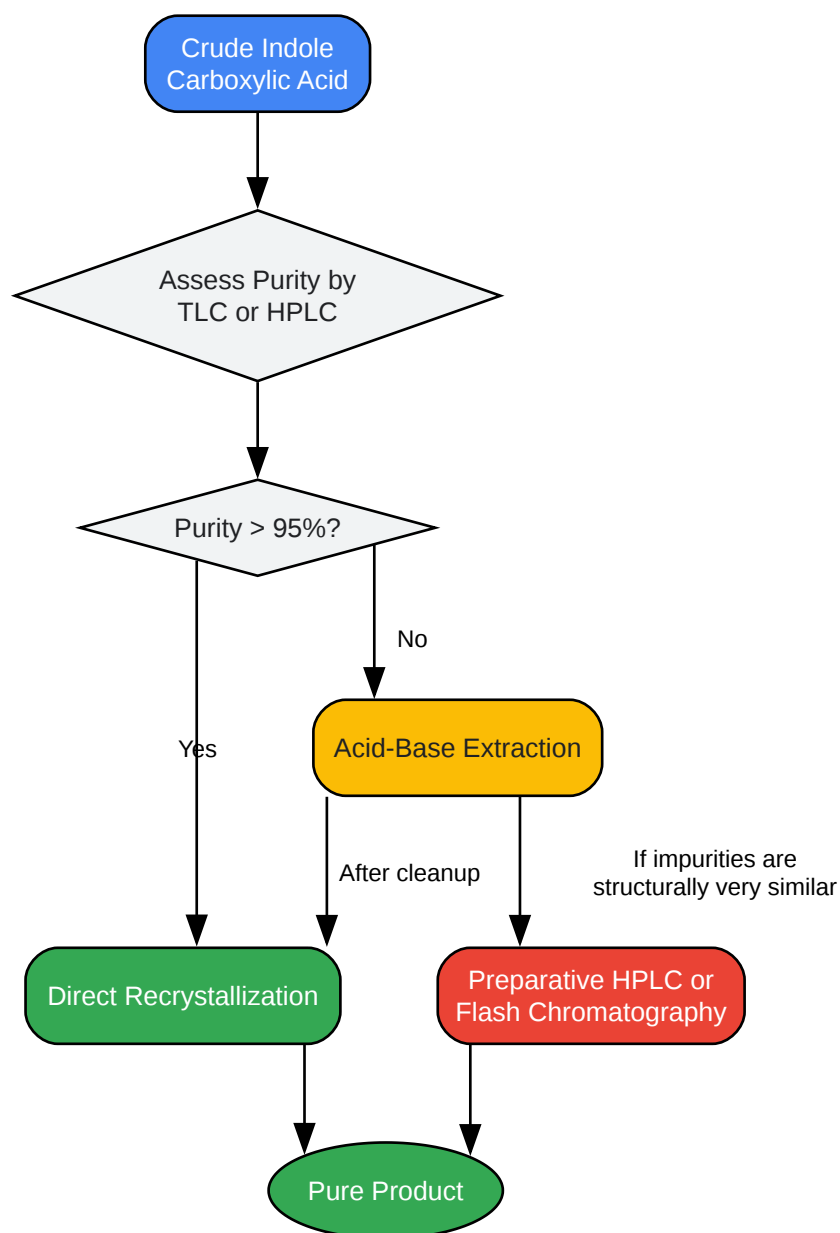 Crude Indole
Carboxylic Acid
Assess Purity by
TLC or HPLC
Purity > 95%?
No
Yes
Acid-Base Extraction
After cleanup
If impurities are
structurally very similar
Direct Recrystallization
Preparative HPLC or
Flash Chromatography
Pure Product